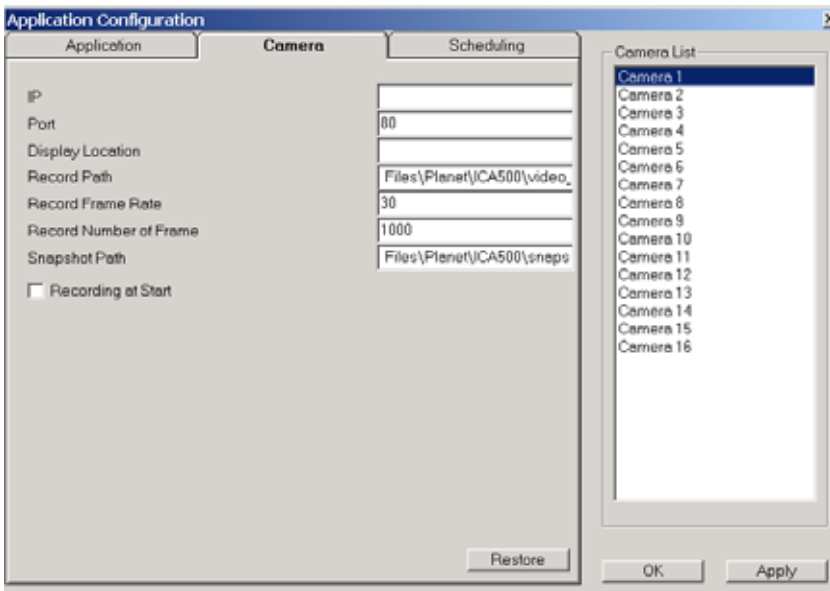 Application Configuration
Application
Camera
Scheduling
IP
Port
80
Display Location
Record Path
Files\Planet\ICA500\video_
Record Frame Rate
30
Record Number of Frame
1000
Snapshot Path
Files\Planet\ICA500\snaps
Recording at Start
Restore
Camera List
Camera 1
Camera 2
Camera 3
Camera 4
Camera 5
Camera 6
Camera 7
Camera 8
Camera 9
Camera 10
Camera 11
Camera 12
Camera 13
Camera 14
Camera 15
Camera 16
OK
Apply